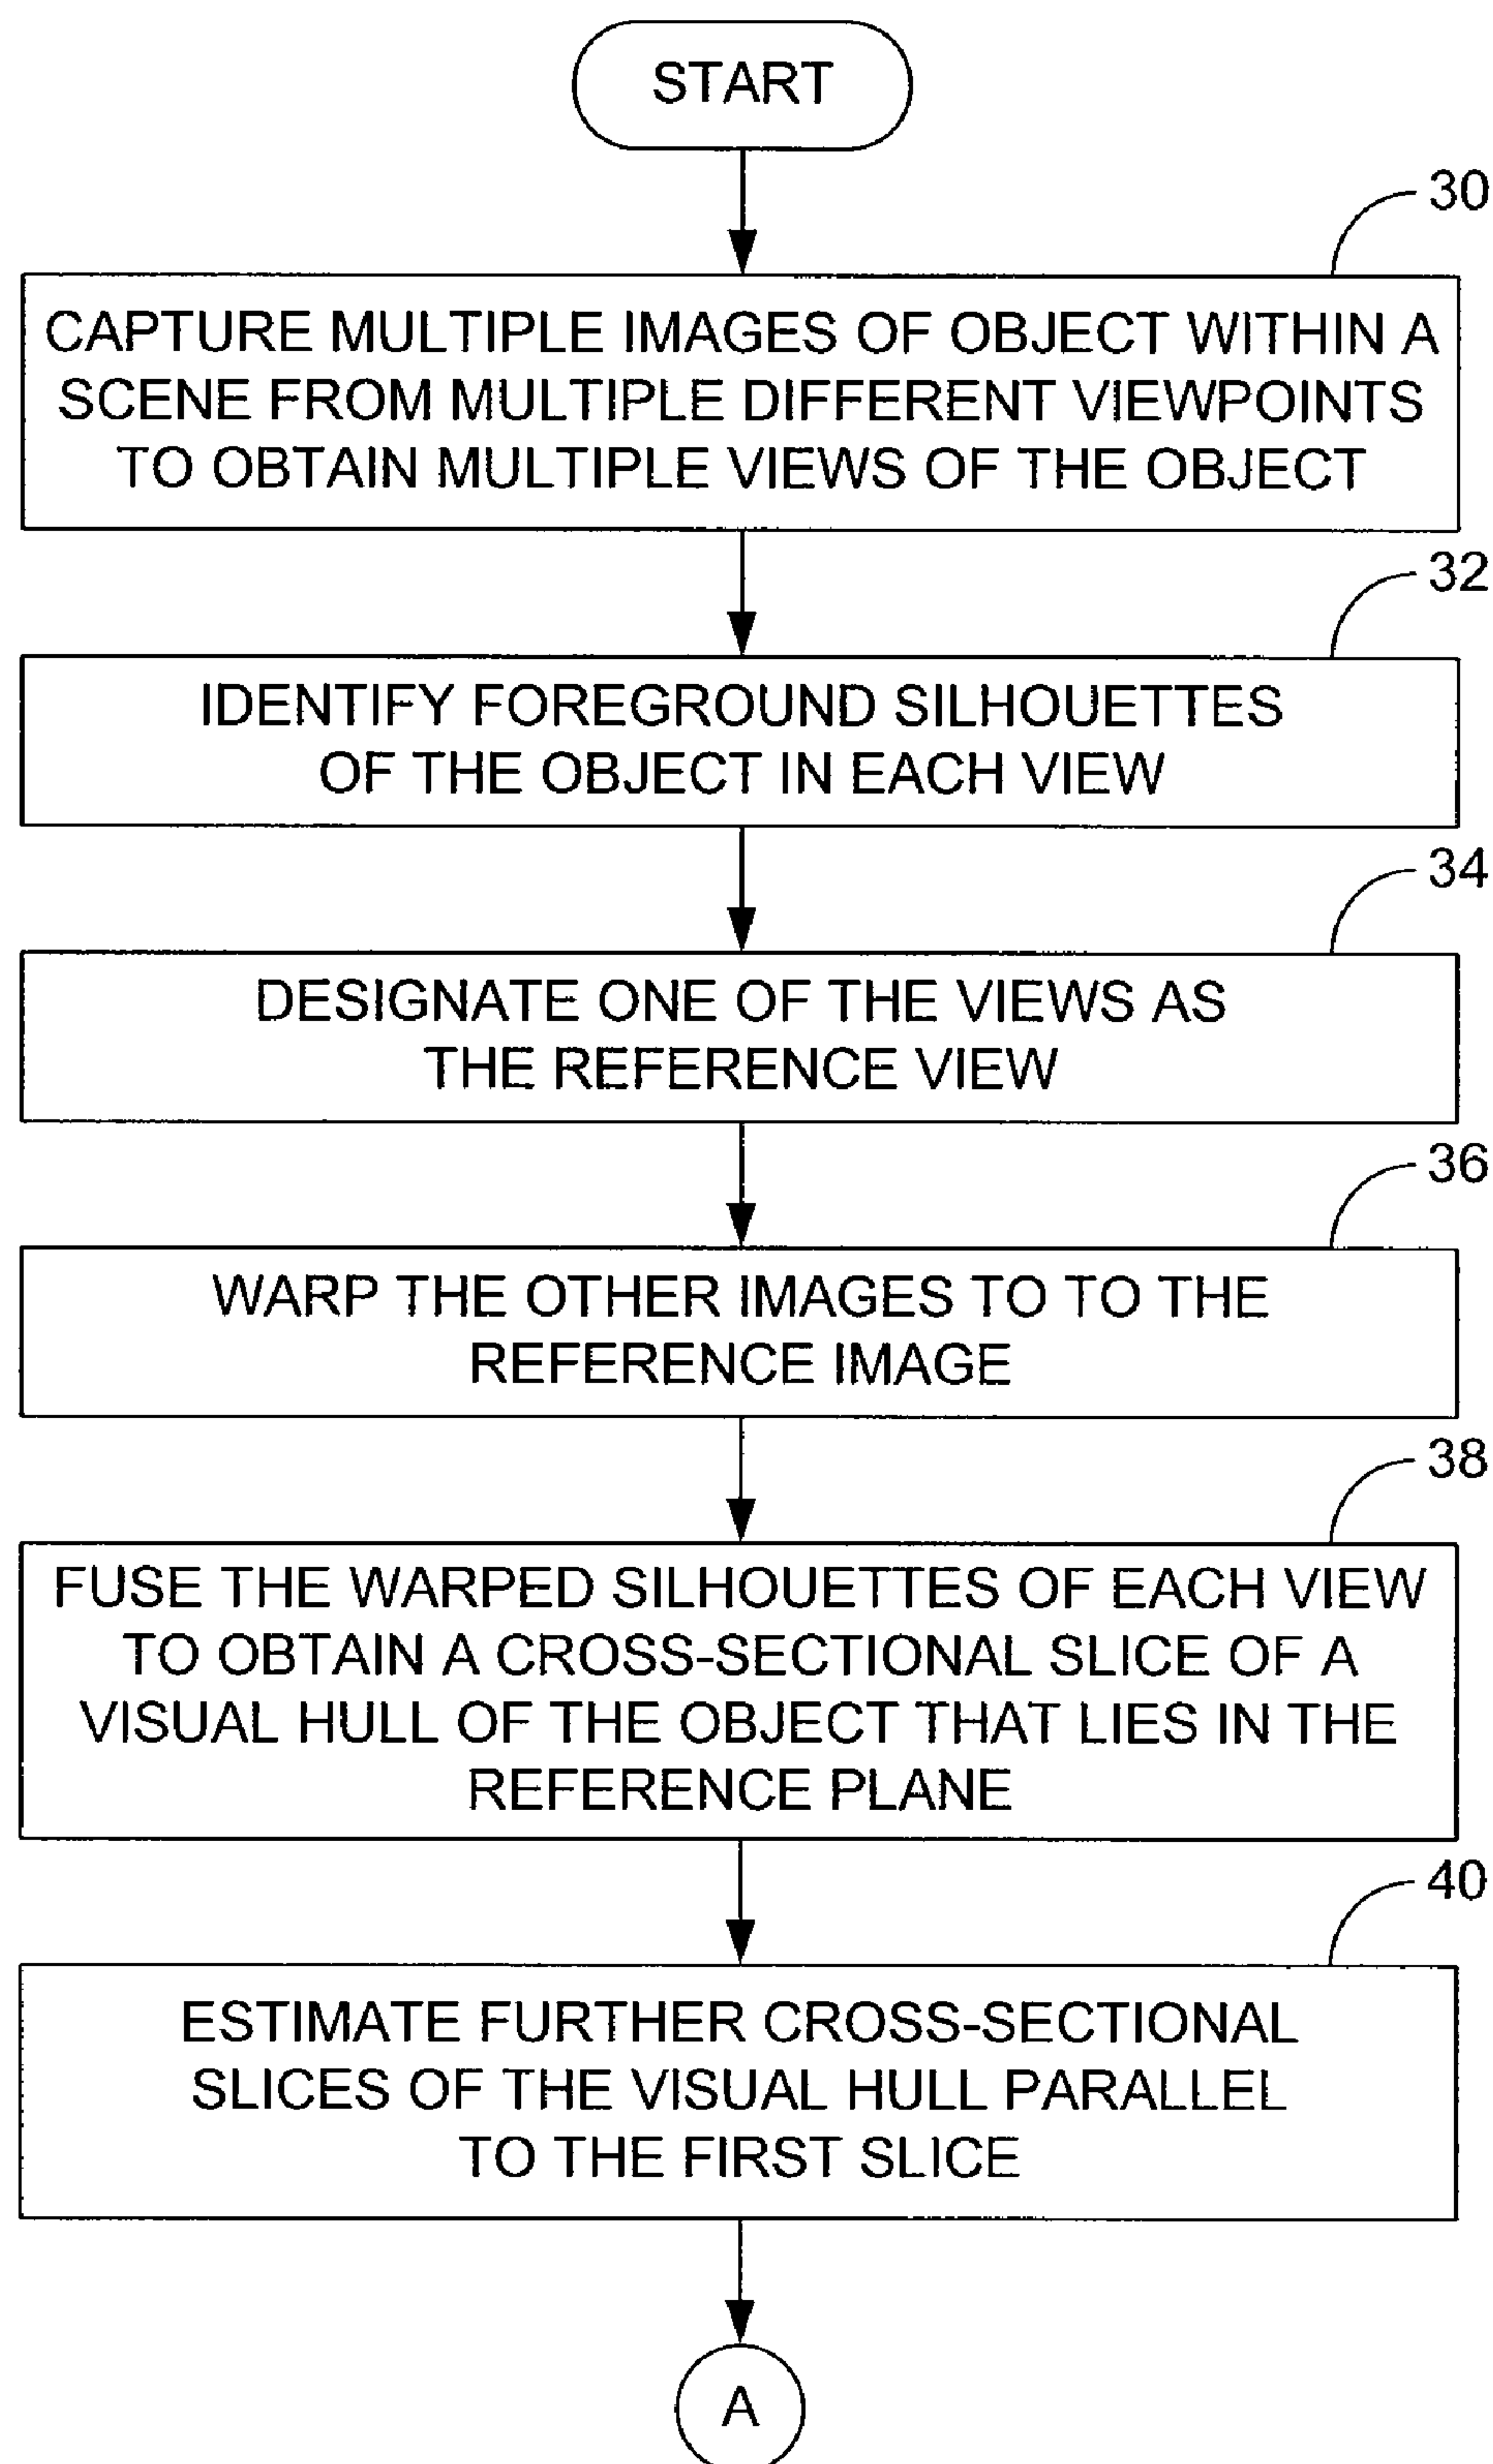 START
30
CAPTURE MULTIPLE IMAGES OF OBJECT WITHIN A
SCENE FROM MULTIPLE DIFFERENT VIEWPOINTS
TO OBTAIN MULTIPLE VIEWS OF THE OBJECT
32
IDENTIFY FOREGROUND SILHOUETTES
OF THE OBJECT IN EACH VIEW
34
DESIGNATE ONE OF THE VIEWS AS
THE REFERENCE VIEW
36
WARP THE OTHER IMAGES TO TO THE
REFERENCE IMAGE
38
FUSE THE WARPED SILHOUETTES OF EACH VIEW
TO OBTAIN A CROSS-SECTIONAL SLICE OF A
VISUAL HULL OF THE OBJECT THAT LIES IN THE
REFERENCE PLANE
40
ESTIMATE FURTHER CROSS-SECTIONAL
SLICES OF THE VISUAL HULL PARALLEL
TO THE FIRST SLICE
A